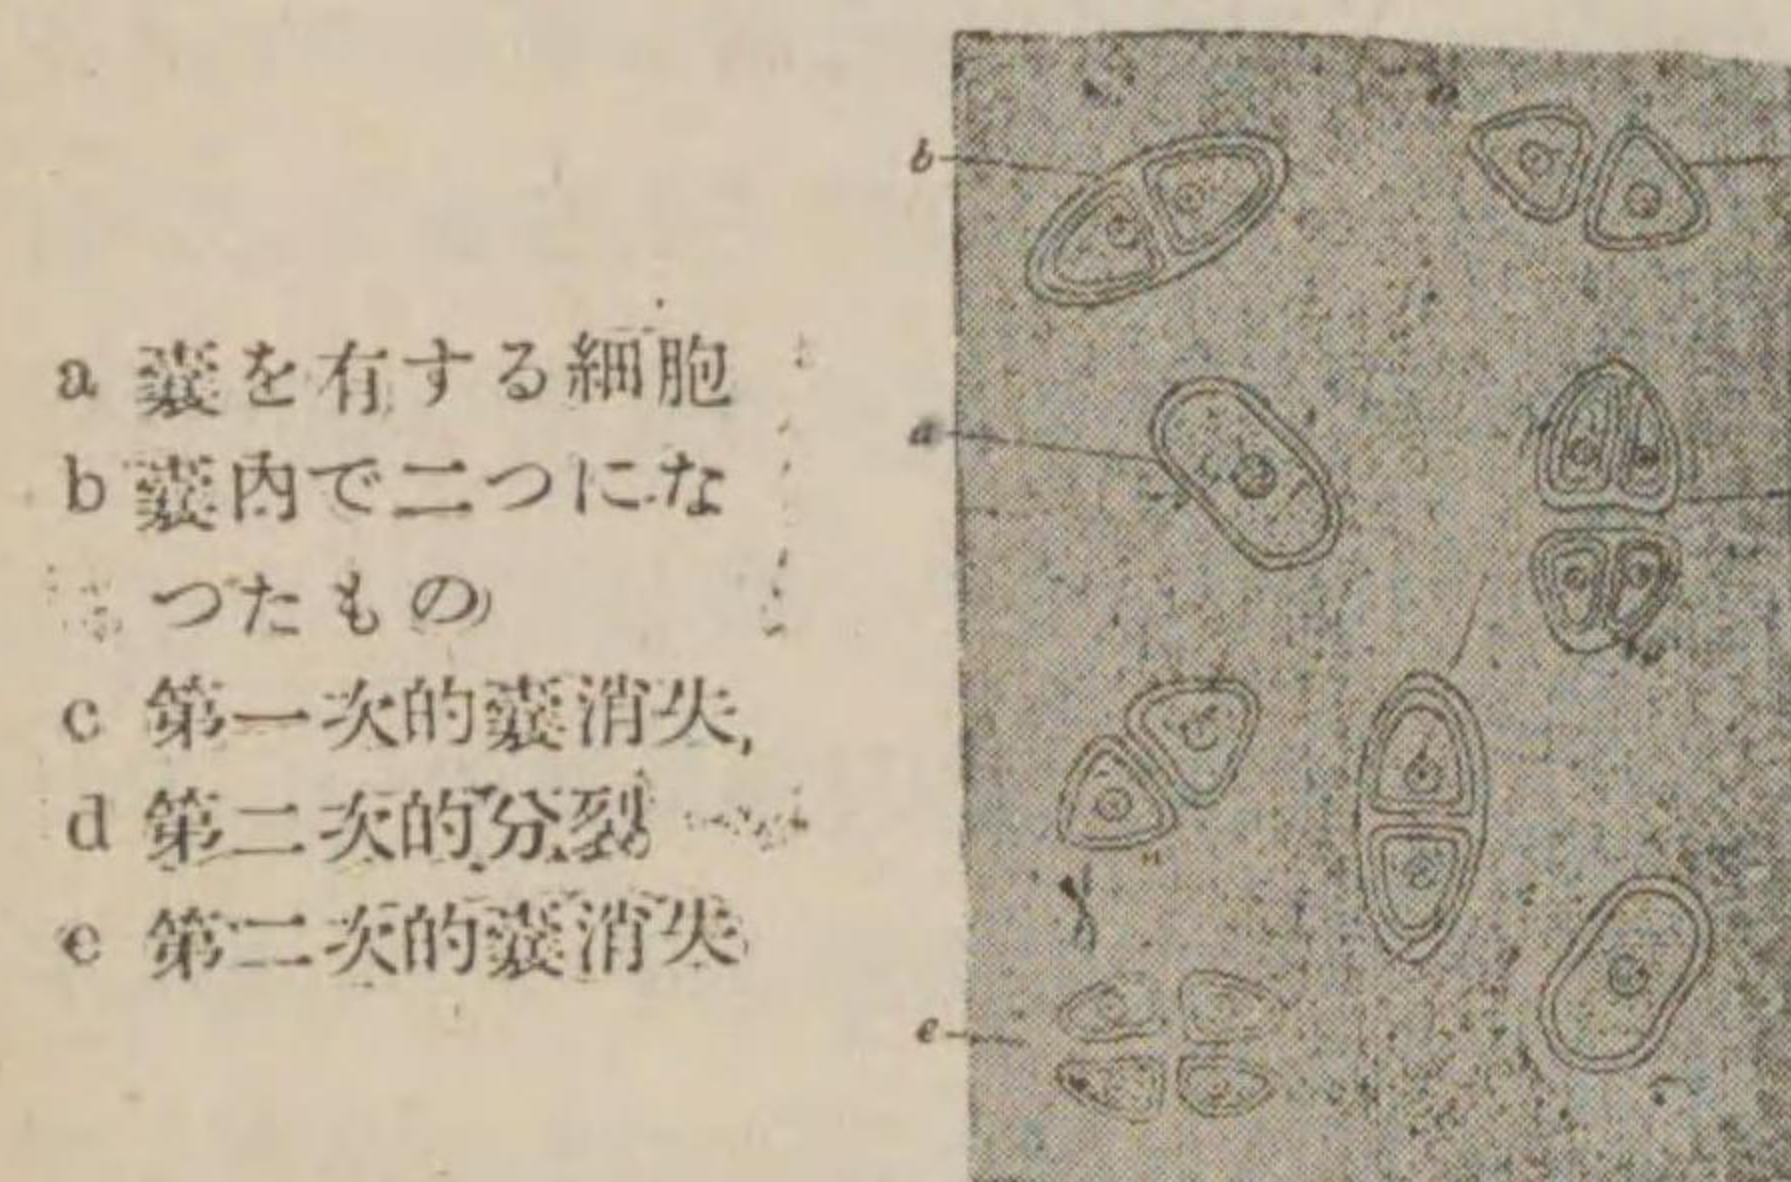 a 嚢を有する細胞
b 嚢内で二つにな
つたもの
c 第一次的嚢消失,
d 第二次的分裂
e 第二次的嚢消失
b
a
e